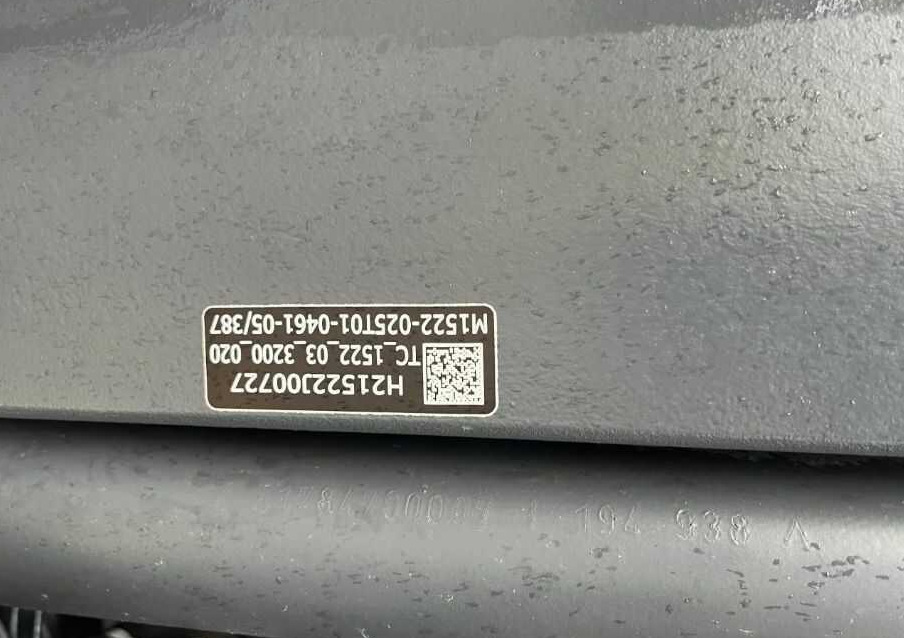 H21522J00727
TC_1522_03_3200_020
M1522-025T01-0461-05/387
1 194 938 A